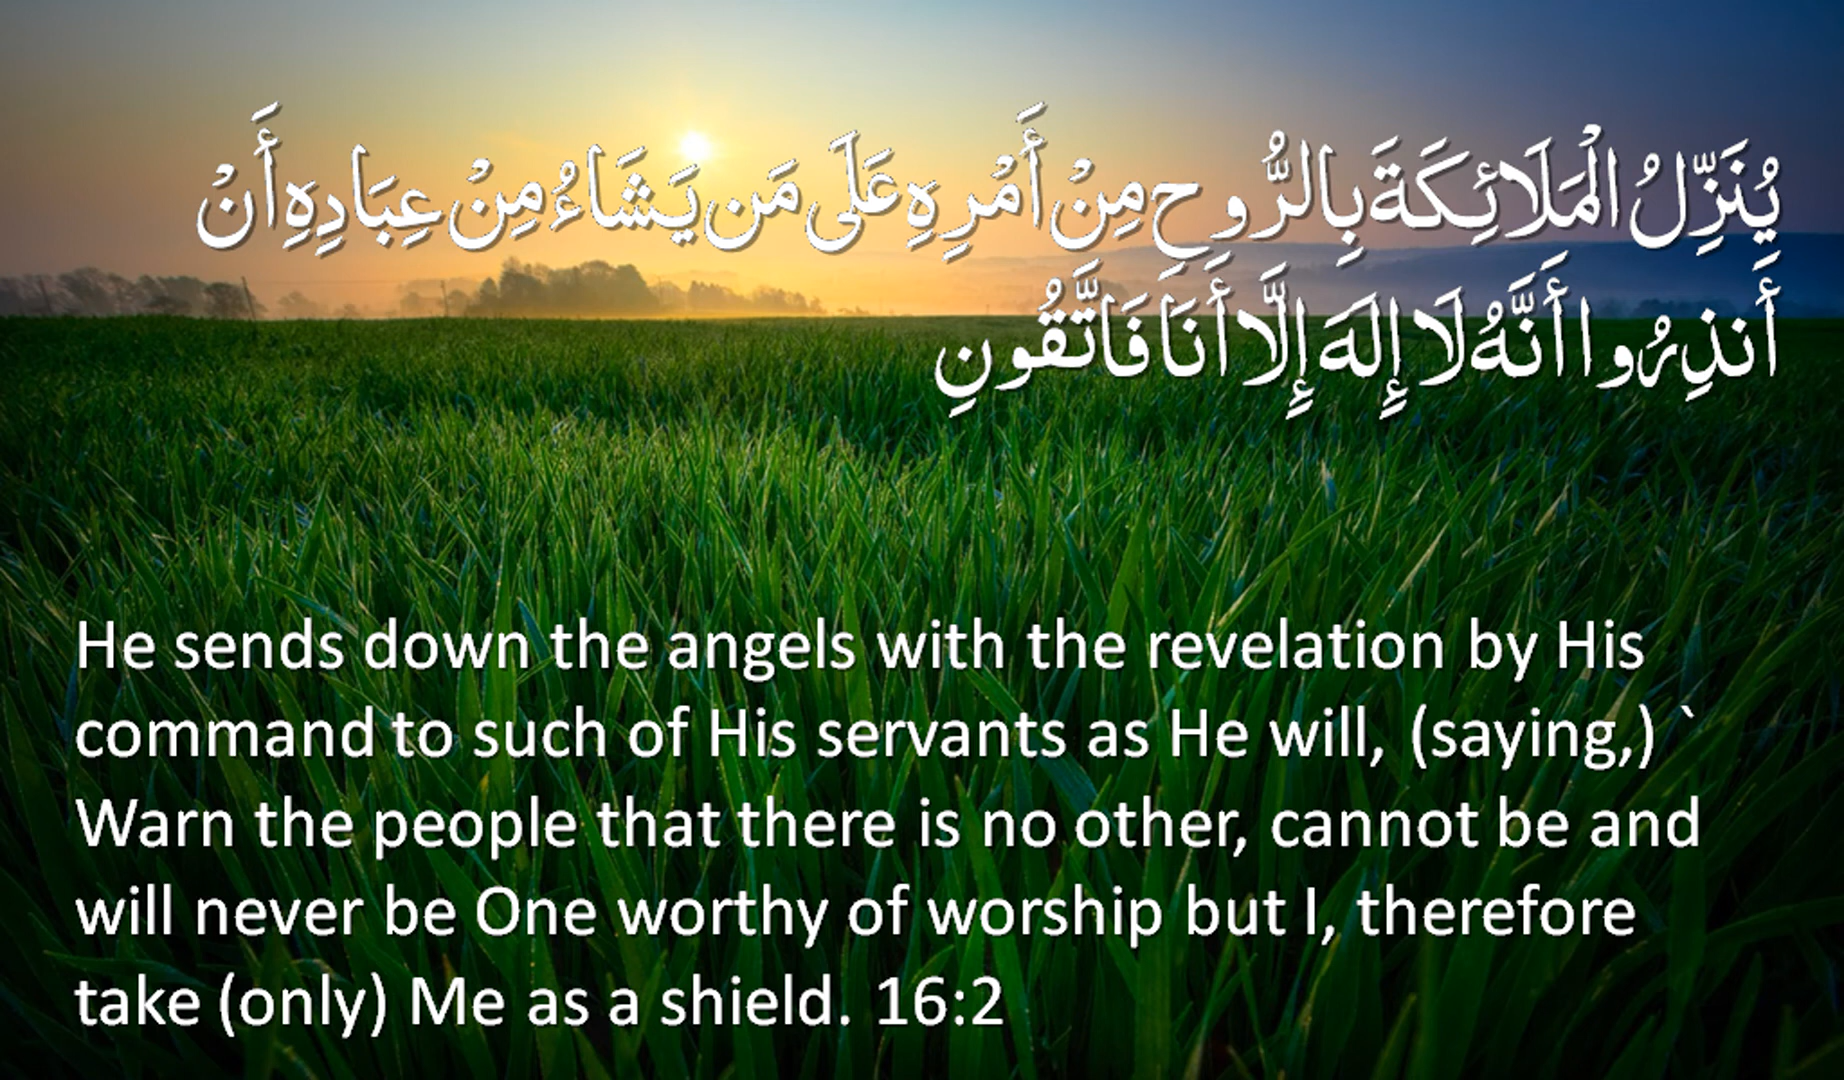 يُنَزِّلُ الْمَلَائِكَةَ بِالرُّوحِ مِنْ أَمْرِهِ عَلَى مَن يَشَاءُ مِنْ عِبَادِهِ أَنْ
أَنذِرُوا أَنَّهُ لَا إِلَهَ إِلَّا أَنَا فَاتَّقُونِ
He sends down the angels with the revelation by His
command to such of His servants as He will, (saying,) `
Warn the people that there is no other, cannot be and
will never be One worthy of worship but I, therefore
take (only) Me as a shield. 16:2